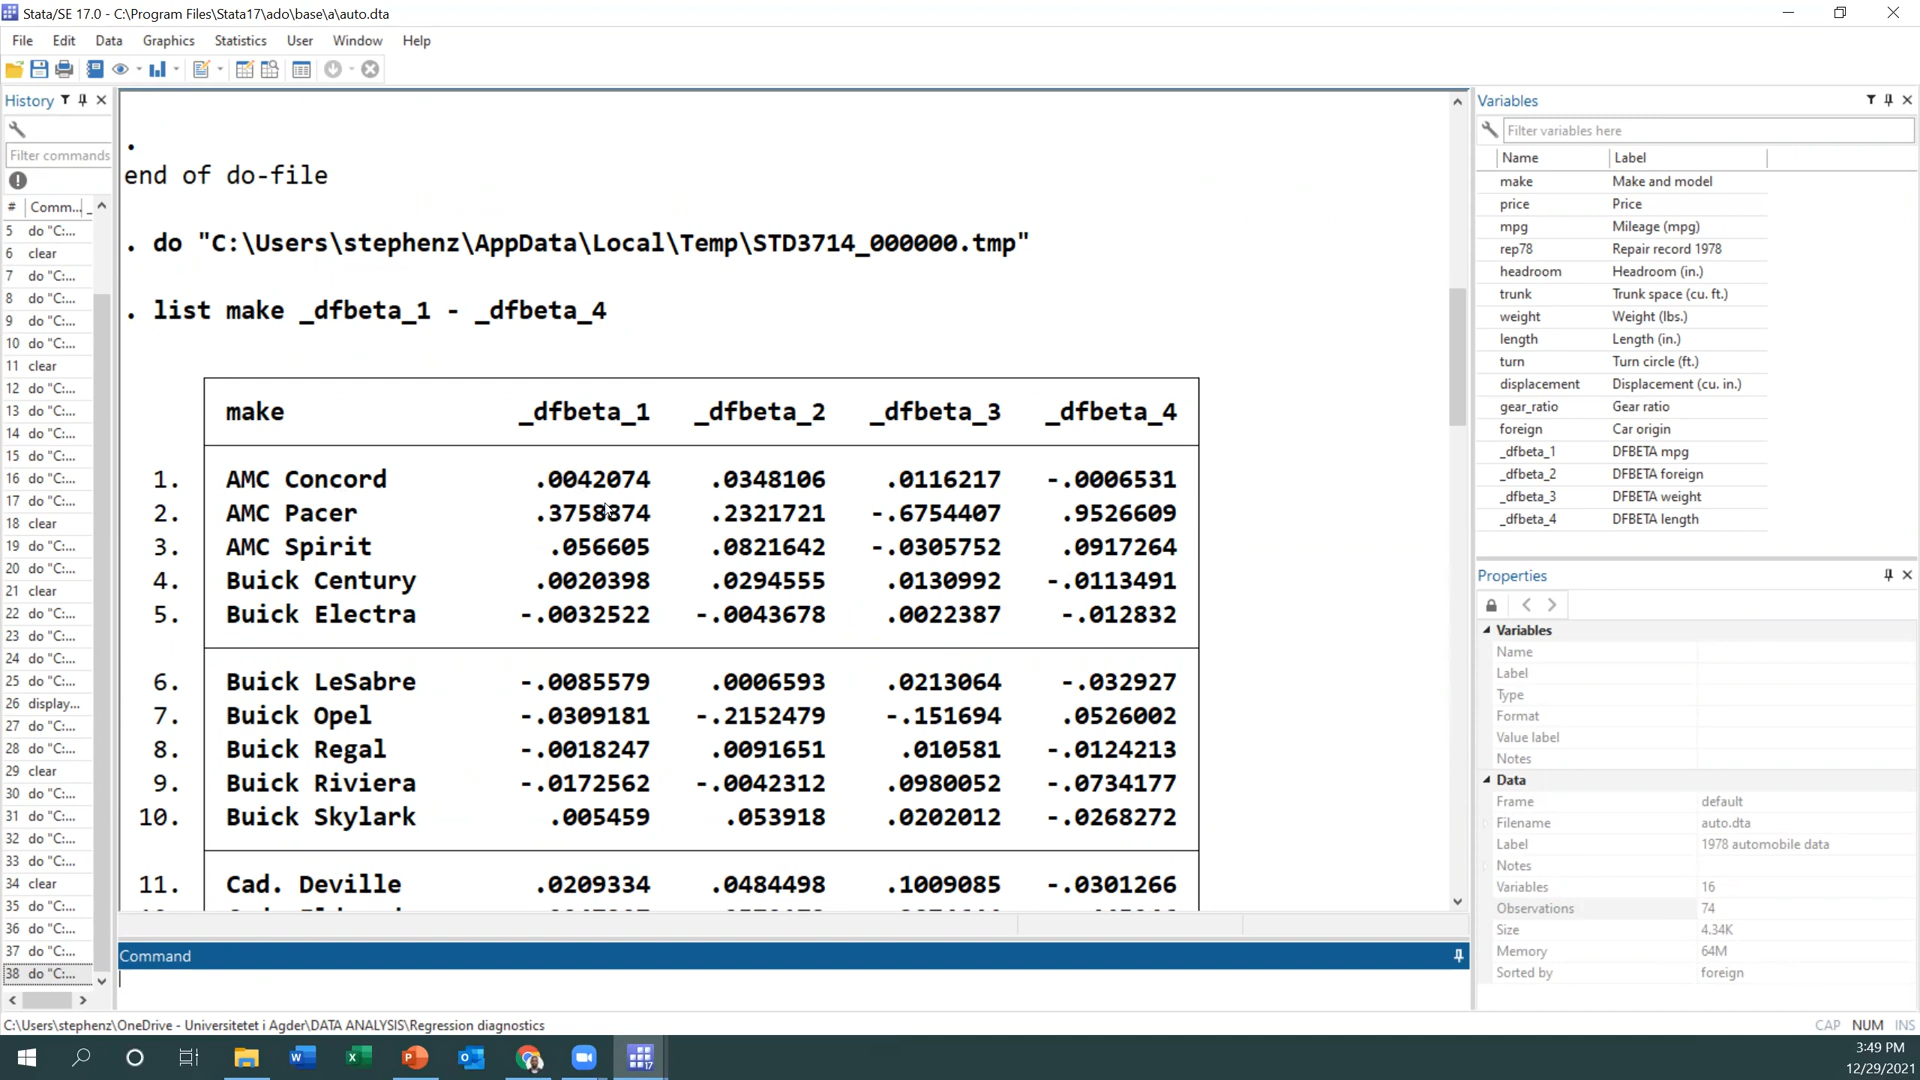 Stata/SE 17.0 - C:\Program Files\Stata17\ado\base\a\auto.dta
File Edit Data Graphics Statistics User Window Help
History
Filter commands
# Comm...
5 do "C:...
6 clear
7 do "C:...
8 do "C:...
9 do "C:...
10 do "C:...
11 clear
12 do "C:...
13 do "C:...
14 do "C:...
15 do "C:...
16 do "C:...
17 do "C:...
18 clear
19 do "C:...
20 do "C:...
21 clear
22 do "C:...
23 do "C:...
24 do "C:...
25 do "C:...
26 display...
27 do "C:...
28 do "C:...
29 clear
30 do "C:...
31 do "C:...
32 do "C:...
33 do "C:...
34 clear
35 do "C:...
36 do "C:...
37 do "C:...
38 do "C:...
.
end of do-file
. do "C:\Users\stephenz\AppData\Local\Temp\STD3714_000000.tmp"
. list make _dfbeta_1 - _dfbeta_4
make _dfbeta_1 _dfbeta_2 _dfbeta_3 _dfbeta_4
1. AMC Concord .0042074 .0348106 .0116217 -.0006531
2. AMC Pacer .3758874 .2321721 -.6754407 .9526609
3. AMC Spirit .056605 .0821642 -.0305752 .0917264
4. Buick Century .0020398 .0294555 .0130992 -.0113491
5. Buick Electra -.0032522 -.0043678 .0022387 -.012832
6. Buick LeSabre -.0085579 .0006593 .0213064 -.032927
7. Buick Opel -.0309181 -.2152479 -.151694 .0526002
8. Buick Regal -.0018247 .0091651 .010581 -.0124213
9. Buick Riviera -.0172562 -.0042312 .0980052 -.0734177
10. Buick Skylark .005459 .053918 .0202012 -.0268272
11. Cad. Deville .0209334 .0484498 .1009085 -.0301266
Command
Variables
Filter variables here
Name Label
make Make and model
price Price
mpg Mileage (mpg)
rep78 Repair record 1978
headroom Headroom (in.)
trunk Trunk space (cu. ft.)
weight Weight (lbs.)
length Length (in.)
turn Turn circle (ft.)
displacement Displacement (cu. in.)
gear_ratio Gear ratio
foreign Car origin
_dfbeta_1 DFBETA mpg
_dfbeta_2 DFBETA foreign
_dfbeta_3 DFBETA weight
_dfbeta_4 DFBETA length
Properties
Variables
Name
Label
Type
Format
Value label
Notes
Data
Frame default
Filename auto.dta
Label 1978 automobile data
Notes
Variables 16
Observations 74
Size 4.34K
Memory 64M
Sorted by foreign
C:\Users\stephenz\OneDrive - Universitetet i Agder\DATA ANALYSIS\Regression diagnostics
CAP NUM INS
3:49 PM
12/29/2021